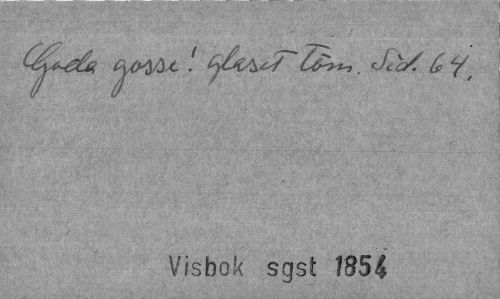 Goda gosse! glaset töm. Sid. 64.
Visbok sgst 1854